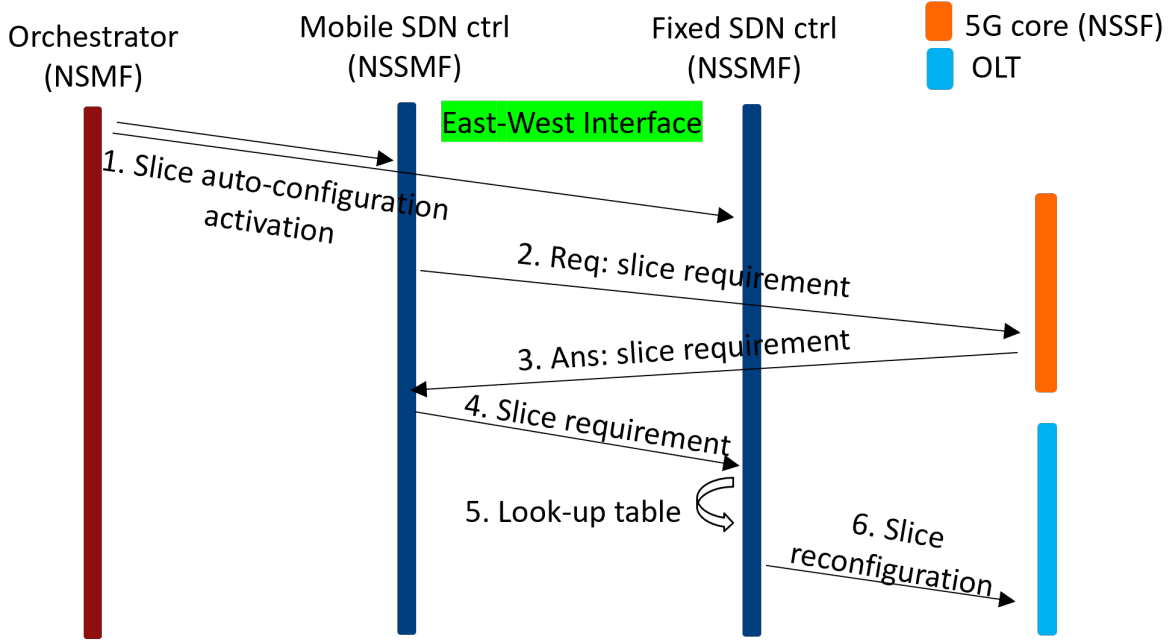 Orchestrator
(NSMF)
Mobile SDN ctrl
(NSSMF)
Fixed SDN ctrl
(NSSMF)
5G core (NSSF)
OLT
East-West Interface
1. Slice auto-configuration
activation
2. Req: slice requirement
3. Ans: slice requirement
4. Slice requirement
5. Look-up table
6. Slice
reconfiguration